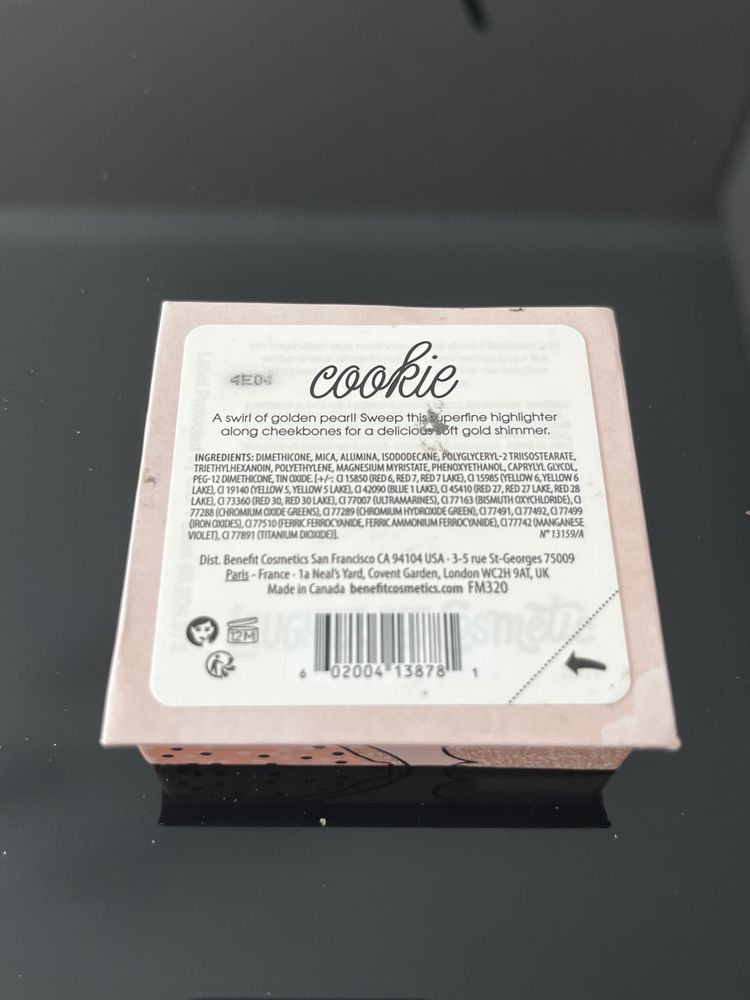 4E04
cookie
A swirl of golden pearl! Sweep this superfine highlighter
along cheekbones for a delicious soft gold shimmer.
INGREDIENTS: DIMETHICONE, MICA, ALUMINA, ISODODECANE, POLYGLYCERYL-2 TRIISOSTEARATE,
TRIETHYLHEXANOIN, POLYETHYLENE, MAGNESIUM MYRISTATE, PHENOXYETHANOL, CAPRYLYL GLYCOL,
PEG-12 DIMETHICONE, TIN OXIDE. [+/-: CI 15850 (RED 6, RED 7, RED 7 LAKE), CI 15985 (YELLOW 6, YELLOW 6
LAKE), CI 19140 (YELLOW 5, YELLOW 5 LAKE), CI 42090 (BLUE 1 LAKE), CI 45410 (RED 27, RED 27 LAKE, RED 28
LAKE), CI 73360 (RED 30, RED 30 LAKE), CI 77007 (ULTRAMARINES), CI 77163 (BISMUTH OXYCHLORIDE), CI
77288 (CHROMIUM OXIDE GREENS), CI 77289 (CHROMIUM HYDROXIDE GREEN), CI 77491, CI 77492, CI 77499
(IRON OXIDES), CI 77510 (FERRIC FERROCYANIDE, FERRIC AMMONIUM FERROCYANIDE), CI 77742 (MANGANESE
VIOLET), CI 77891 (TITANIUM DIOXIDE)]. N° 13159/A
Dist. Benefit Cosmetics San Francisco CA 94104 USA · 3-5 rue St-Georges 75009
Paris - France · 1a Neal's Yard, Covent Garden, London WC2H 9AT, UK
Made in Canada benefitcosmetics.com FM320
12M
6 02004 13878 1